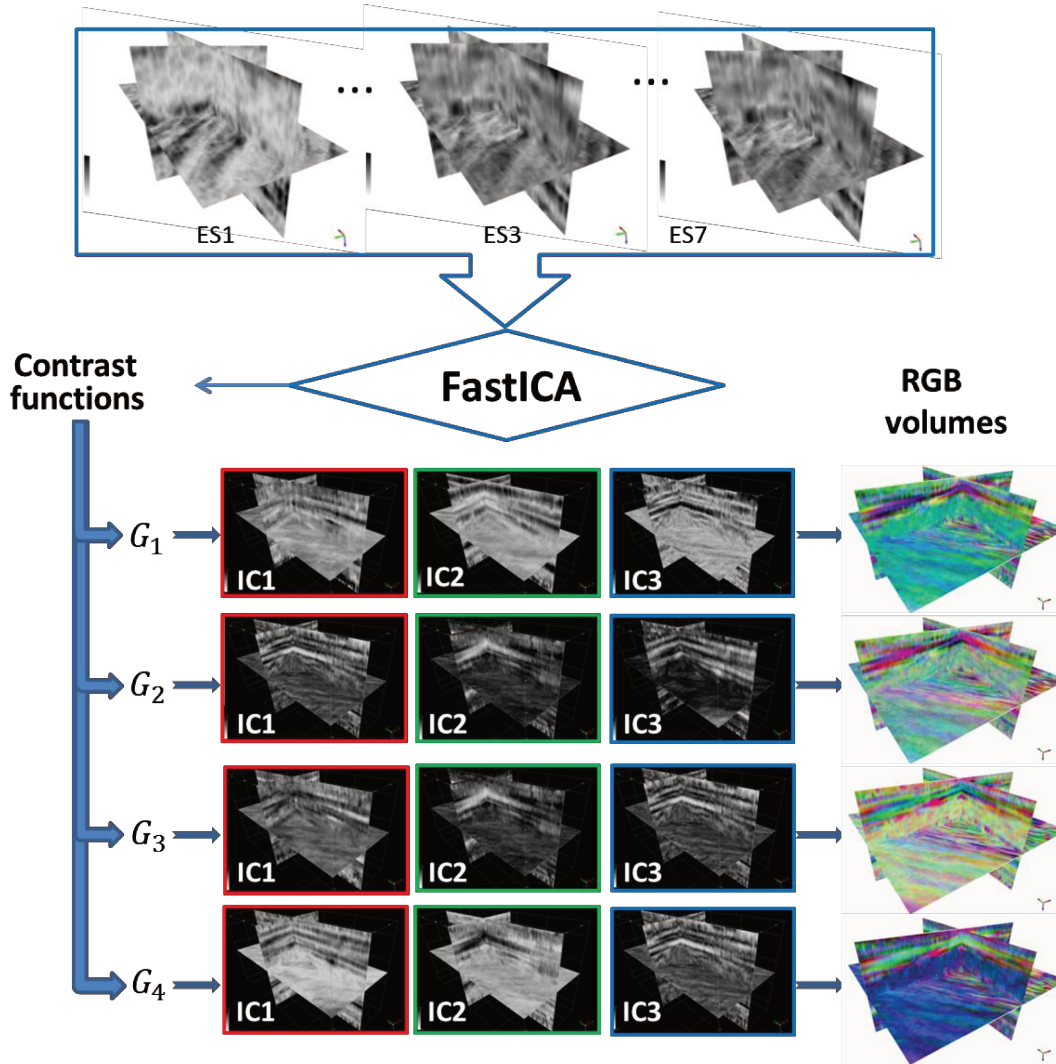 ... ...
ES1 ES3 ES7
FastICA
Contrast
functions
RGB
volumes
G₁ IC1 IC2 IC3
G₂ IC1 IC2 IC3
G₃ IC1 IC2 IC3
G₄ IC1 IC2 IC3